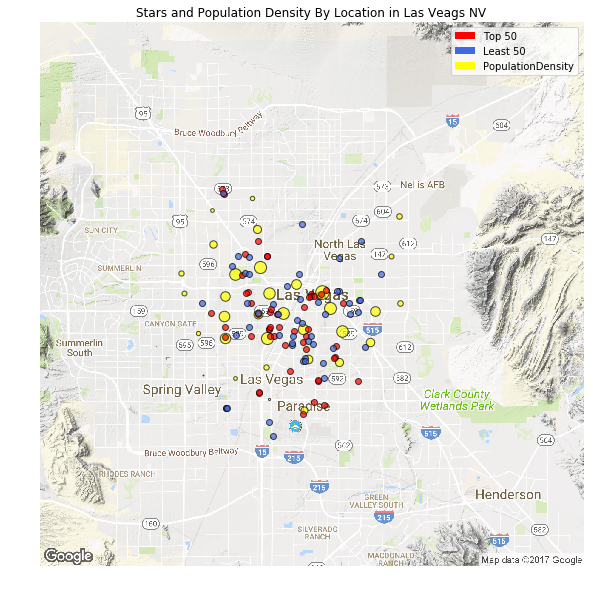 Stars and Population Density By Location in Las Veags NV
Top 50
Least 50
PopulationDensity
95
Bruce Woodbury Beltway
15
604
573
Nellis AFB
573
95
574
574
604
SUN CITY
North Las
Vegas
612
147
147
596
SUMMERLIN
Las Vegas
159
CANYON GATE
515
595
596
Summerlin
South
612
Las Vegas
592
582
Spring Valley
Paradise
Clark County
Wetlands Park
515
562
564
Bruce Woodbury Beltway
15
215
RHODES RANCH
215
Henderson
GREEN
VALLEY SOUTH
215
160
SILVERADO
RANCH
582
515
MACDONALD
RANCH
Google
Map data ©2017 Google